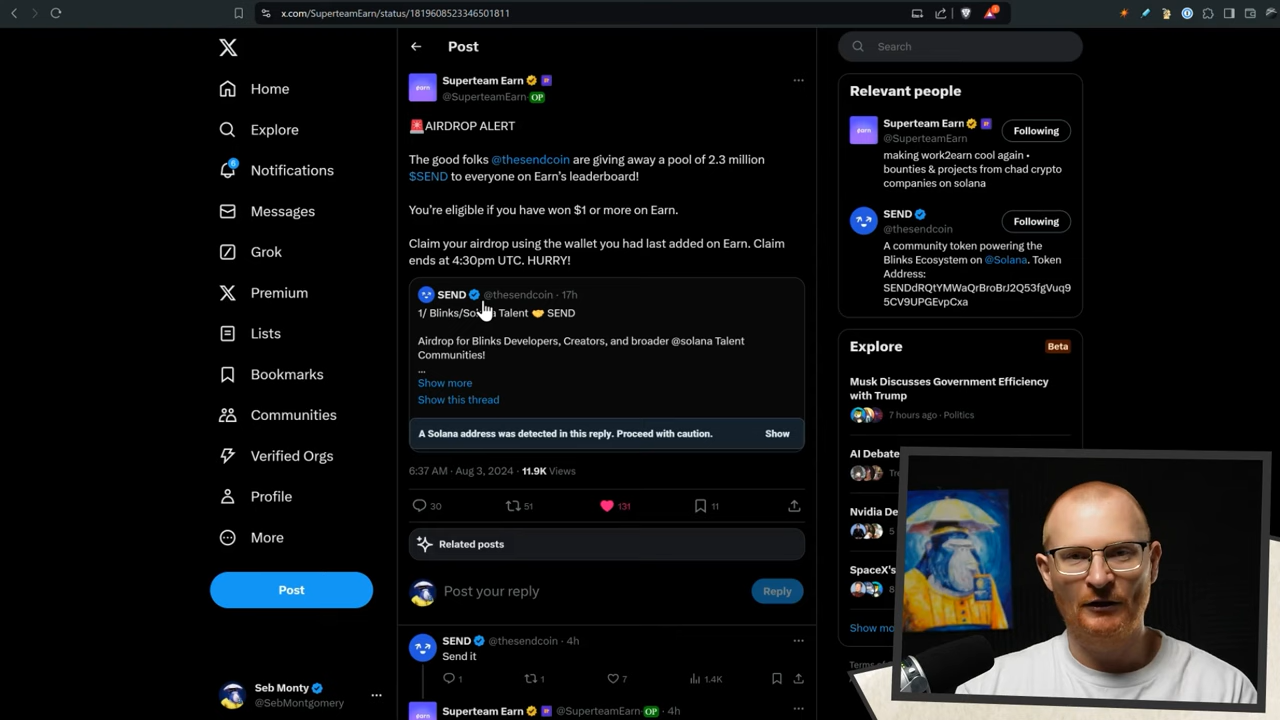 x.com/SuperteamEarn/status/1819608523346501811
Home
Explore
6
Notifications
Messages
Grok
Premium
Lists
Bookmarks
Communities
Verified Orgs
Profile
More
Post
Seb Monty
@SebMontgomery
Post
earn
Superteam Earn
@SuperteamEarn OP
🚨AIRDROP ALERT
The good folks @thesendcoin are giving away a pool of 2.3 million
$SEND to everyone on Earn's leaderboard!
You're eligible if you have won $1 or more on Earn.
Claim your airdrop using the wallet you had last added on Earn. Claim
ends at 4:30pm UTC. HURRY!
SEND @thesendcoin · 17h
Talent 🤝 SEND
Airdrop for Blinks Developers, Creators, and broader @solana Talent
Communities!
...
Show more
Show this thread
A Solana address was detected in this reply. Proceed with caution. Show
6:37 AM · Aug 3, 2024 · 11.9K Views
30 51 131 11
Related posts
Post your reply
Reply
SEND @thesendcoin · 4h
Send it
1 1 7 1.4K
Superteam Earn @SuperteamEarn OP · 4h
Search
Relevant people
earn
Superteam Earn
@SuperteamEarn
Following
making work2earn cool again •
bounties & projects from chad crypto
companies on solana
SEND
@thesendcoin
Following
A community token powering the
Blinks Ecosystem on @Solana. Token
Address:
SENDdRQtYMWaQrBroBrJ2Q53fgVuq9
5CV9UPGEvpCxa
Explore
Beta
Musk Discusses Government Efficiency
with Trump
7 hours ago · Politics
AI Debate
Nvidia De
SpaceX's
8
Show mo
Terms of